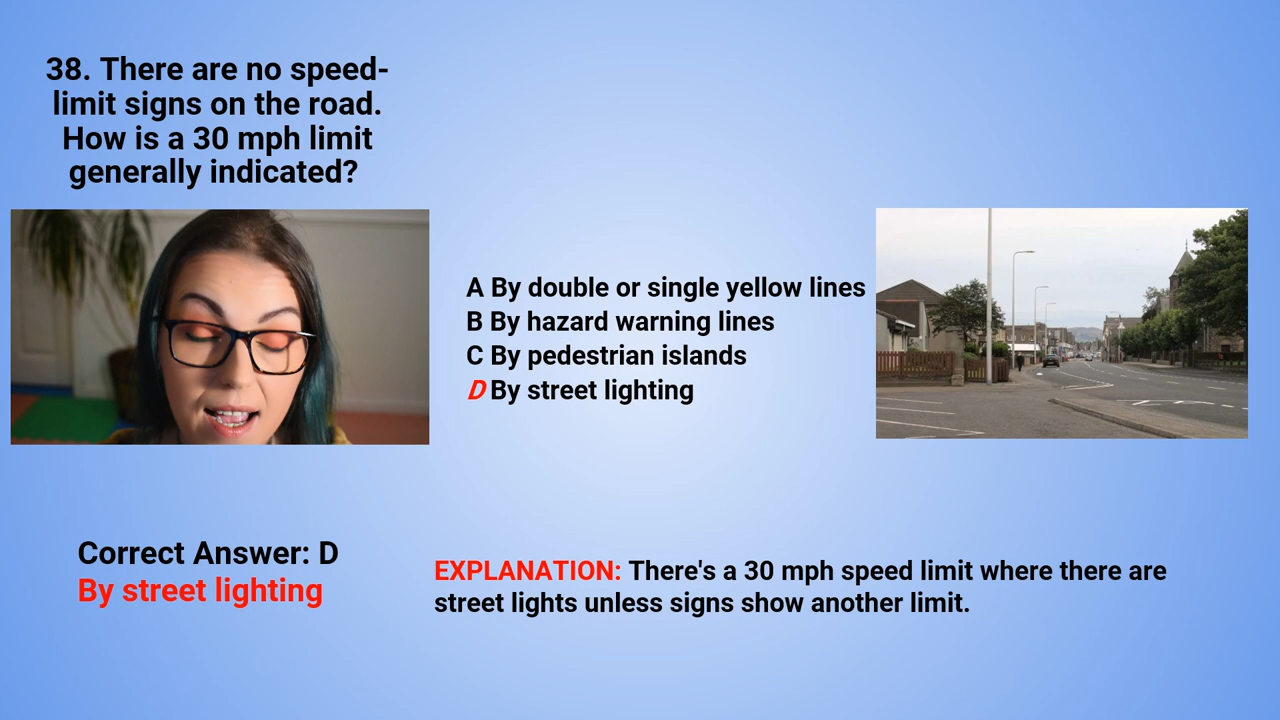 38. There are no speed-
limit signs on the road.
How is a 30 mph limit
generally indicated?
A By double or single yellow lines
B By hazard warning lines
C By pedestrian islands
D By street lighting
Correct Answer: D
By street lighting
EXPLANATION: There's a 30 mph speed limit where there are
street lights unless signs show another limit.